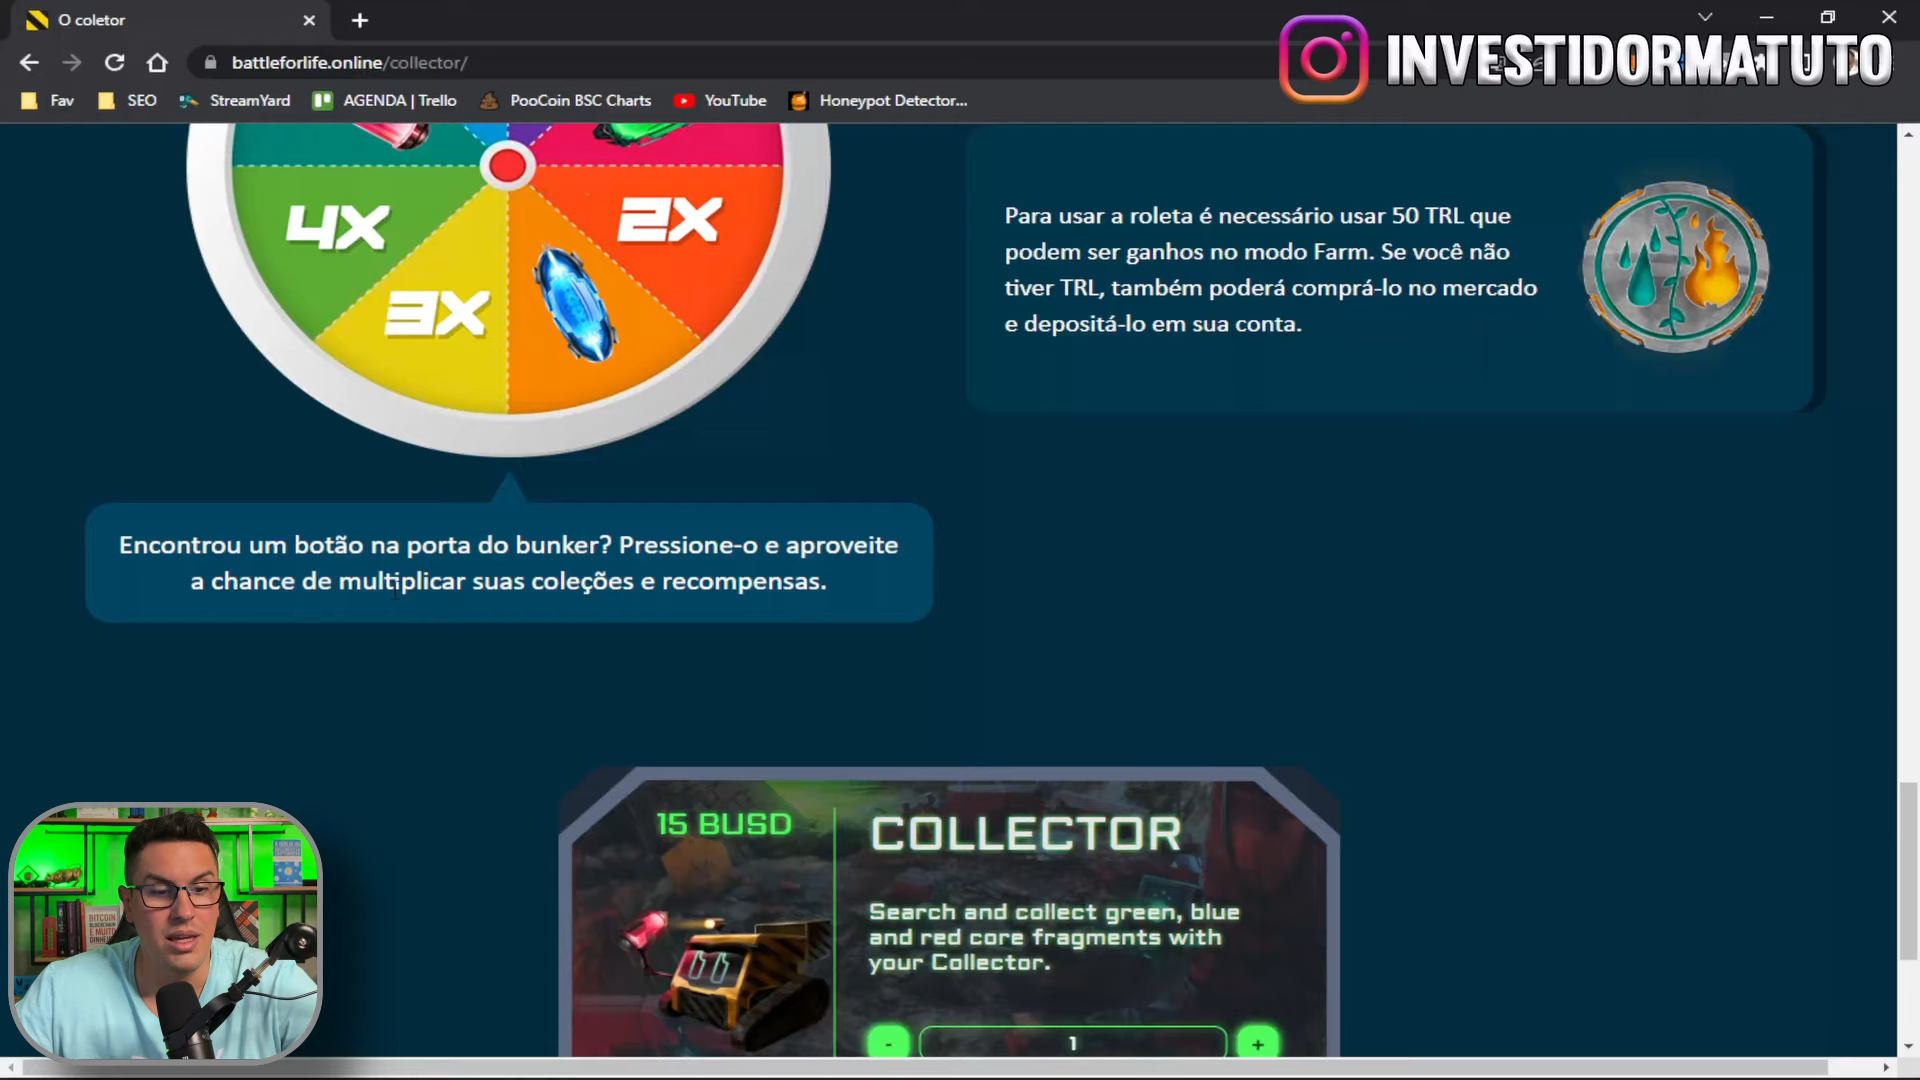 O coletor
INVESTIDORMATUTO
battleforlife.online/collector/
Fav
SEO
StreamYard
AGENDA | Trello
PooCoin BSC Charts
YouTube
Honeypot Detector...
4X
2X
3X
Para usar a roleta é necessário usar 50 TRL que
podem ser ganhos no modo Farm. Se você não
tiver TRL, também poderá comprá-lo no mercado
e depositá-lo em sua conta.
Encontrou um botão na porta do bunker? Pressione-o e aproveite
a chance de multiplicar suas coleções e recompensas.
15 BUSD
COLLECTOR
Search and collect green, blue
and red core fragments with
your Collector.
-
1
+
BITCOIN
BLOCKCHAIN
E MUITO
DINHEIRO